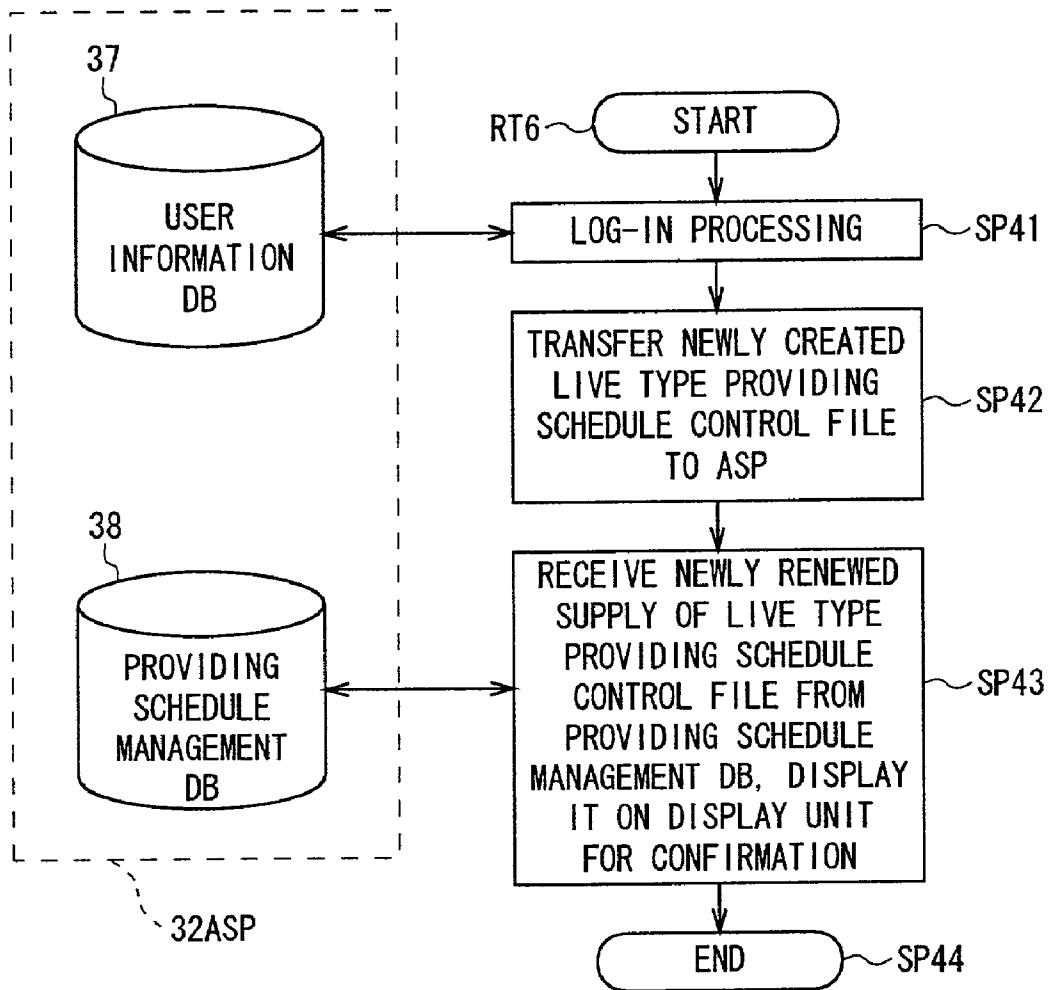 37
USER
INFORMATION
DB
38
PROVIDING
SCHEDULE
MANAGEMENT
DB
32ASP
RT6
START
LOG-IN PROCESSING
SP41
TRANSFER NEWLY CREATED
LIVE TYPE PROVIDING
SCHEDULE CONTROL FILE
TO ASP
SP42
RECEIVE NEWLY RENEWED
SUPPLY OF LIVE TYPE
PROVIDING SCHEDULE
CONTROL FILE FROM
PROVIDING SCHEDULE
MANAGEMENT DB, DISPLAY
IT ON DISPLAY UNIT
FOR CONFIRMATION
SP43
END
SP44